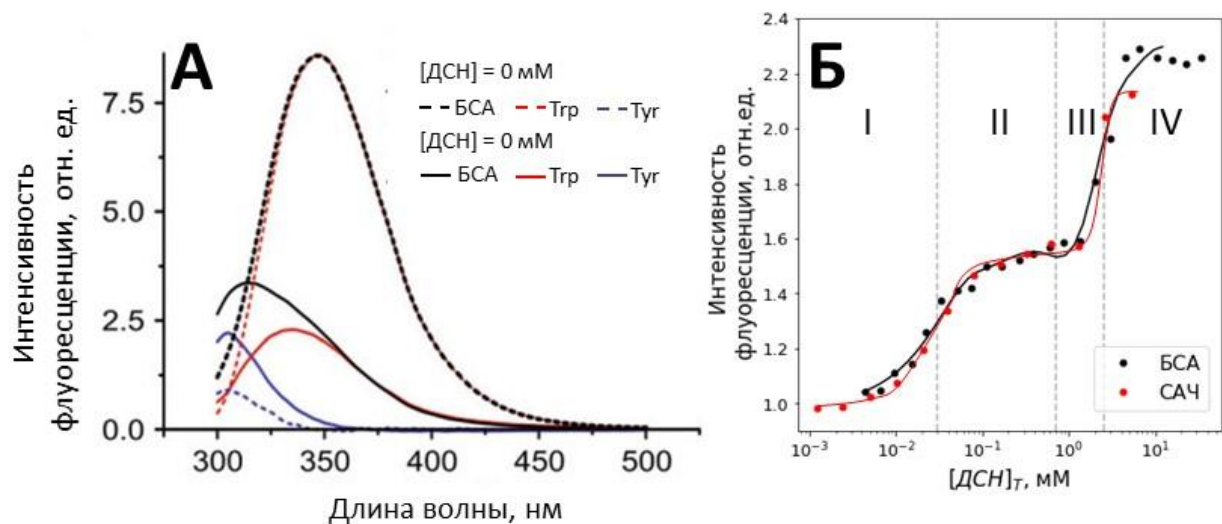 А
[ДСН] = 0 мМ
БСА Trp Tyr
[ДСН] = 0 мМ
БСА Trp Tyr
Интенсивность
флуоресценции, отн. ед.
7.5
5.0
2.5
0.0
300 350 400 450 500
Длина волны, нм
Б
I II III IV
Интенсивность
флуоресценции, отн.ед.
2.4
2.2
2.0
1.8
1.6
1.4
1.2
1.0
БСА
САЧ
10⁻³ 10⁻² 10⁻¹ 10⁰ 10¹
[ДСН]T, мМ